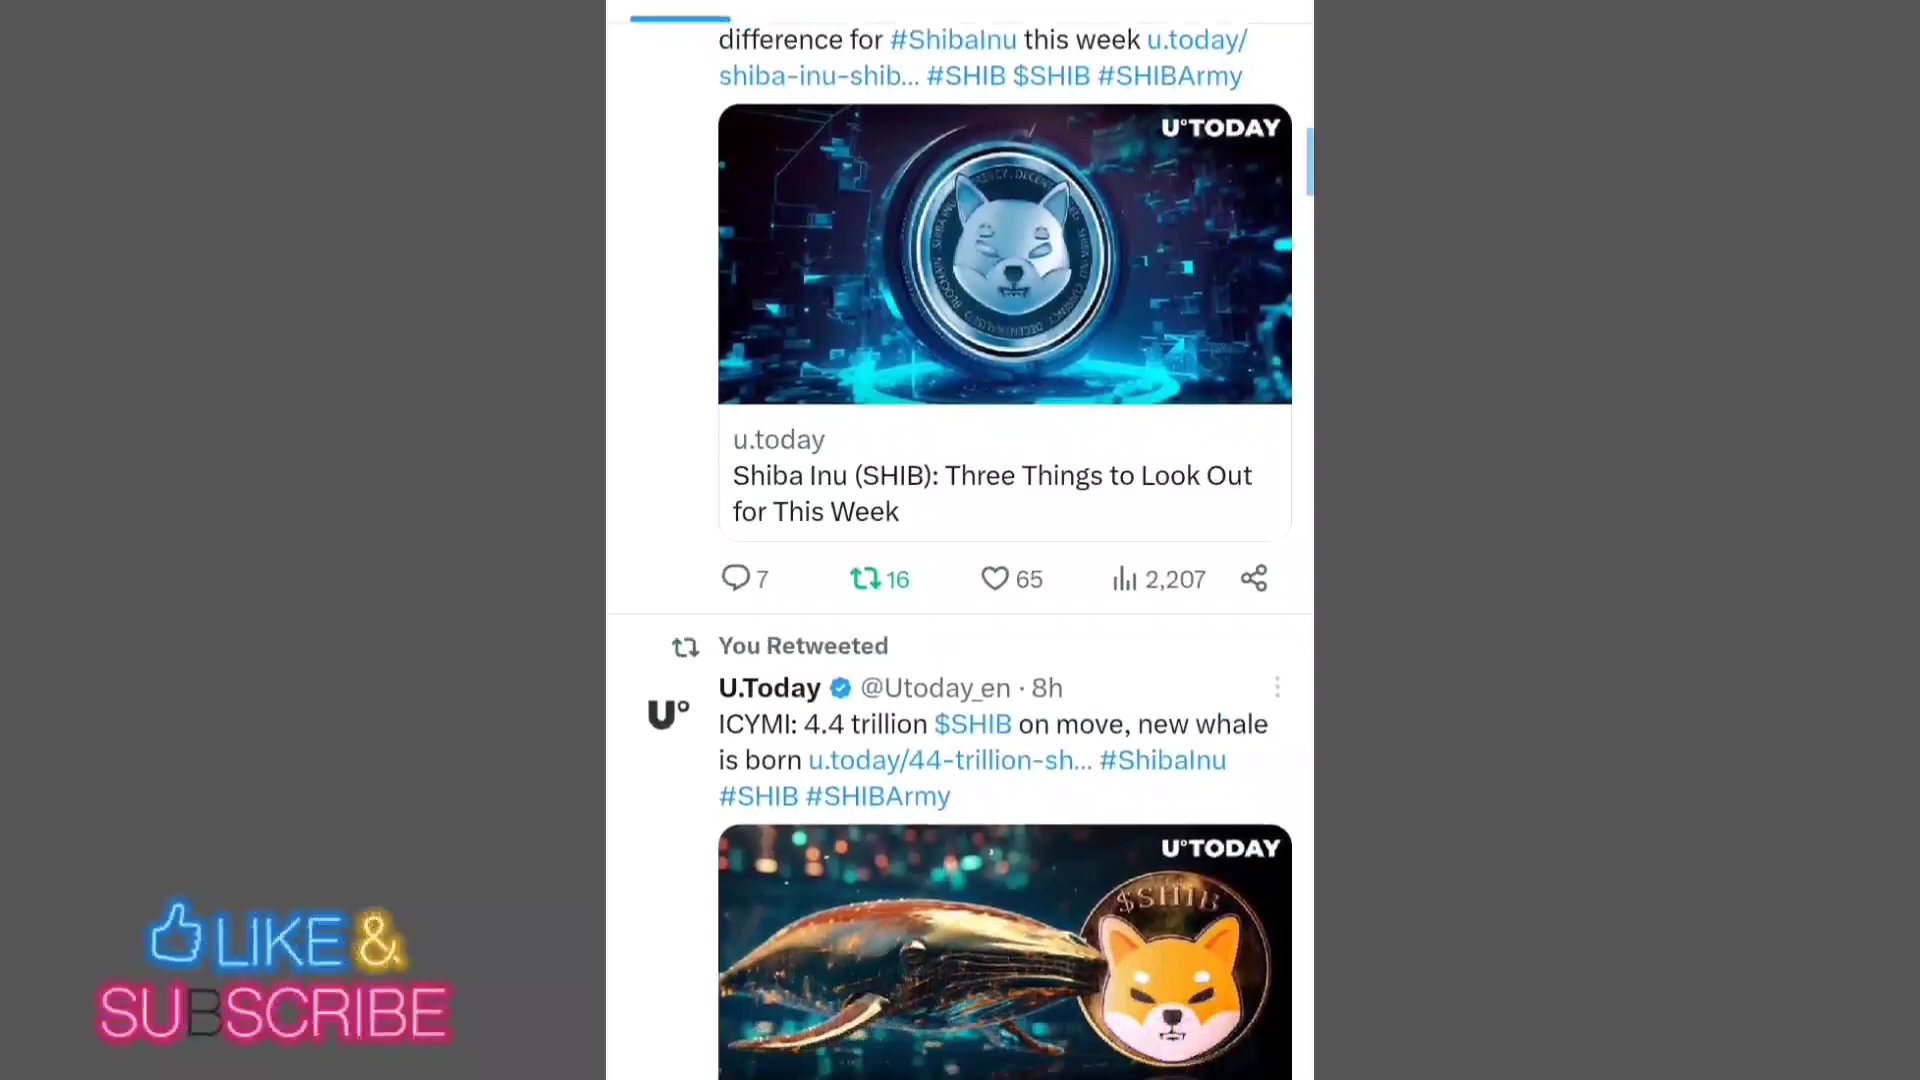 difference for #ShibaInu this week u.today/
shiba-inu-shib... #SHIB $SHIB #SHIBArmy
U°TODAY
u.today
Shiba Inu (SHIB): Three Things to Look Out
for This Week
7 16 65 2,207
You Retweeted
U.Today @Utoday_en · 8h
U°
ICYMI: 4.4 trillion $SHIB on move, new whale
is born u.today/44-trillion-sh... #ShibaInu
#SHIB #SHIBArmy
U°TODAY
$SHIB
LIKE &
SUBSCRIBE